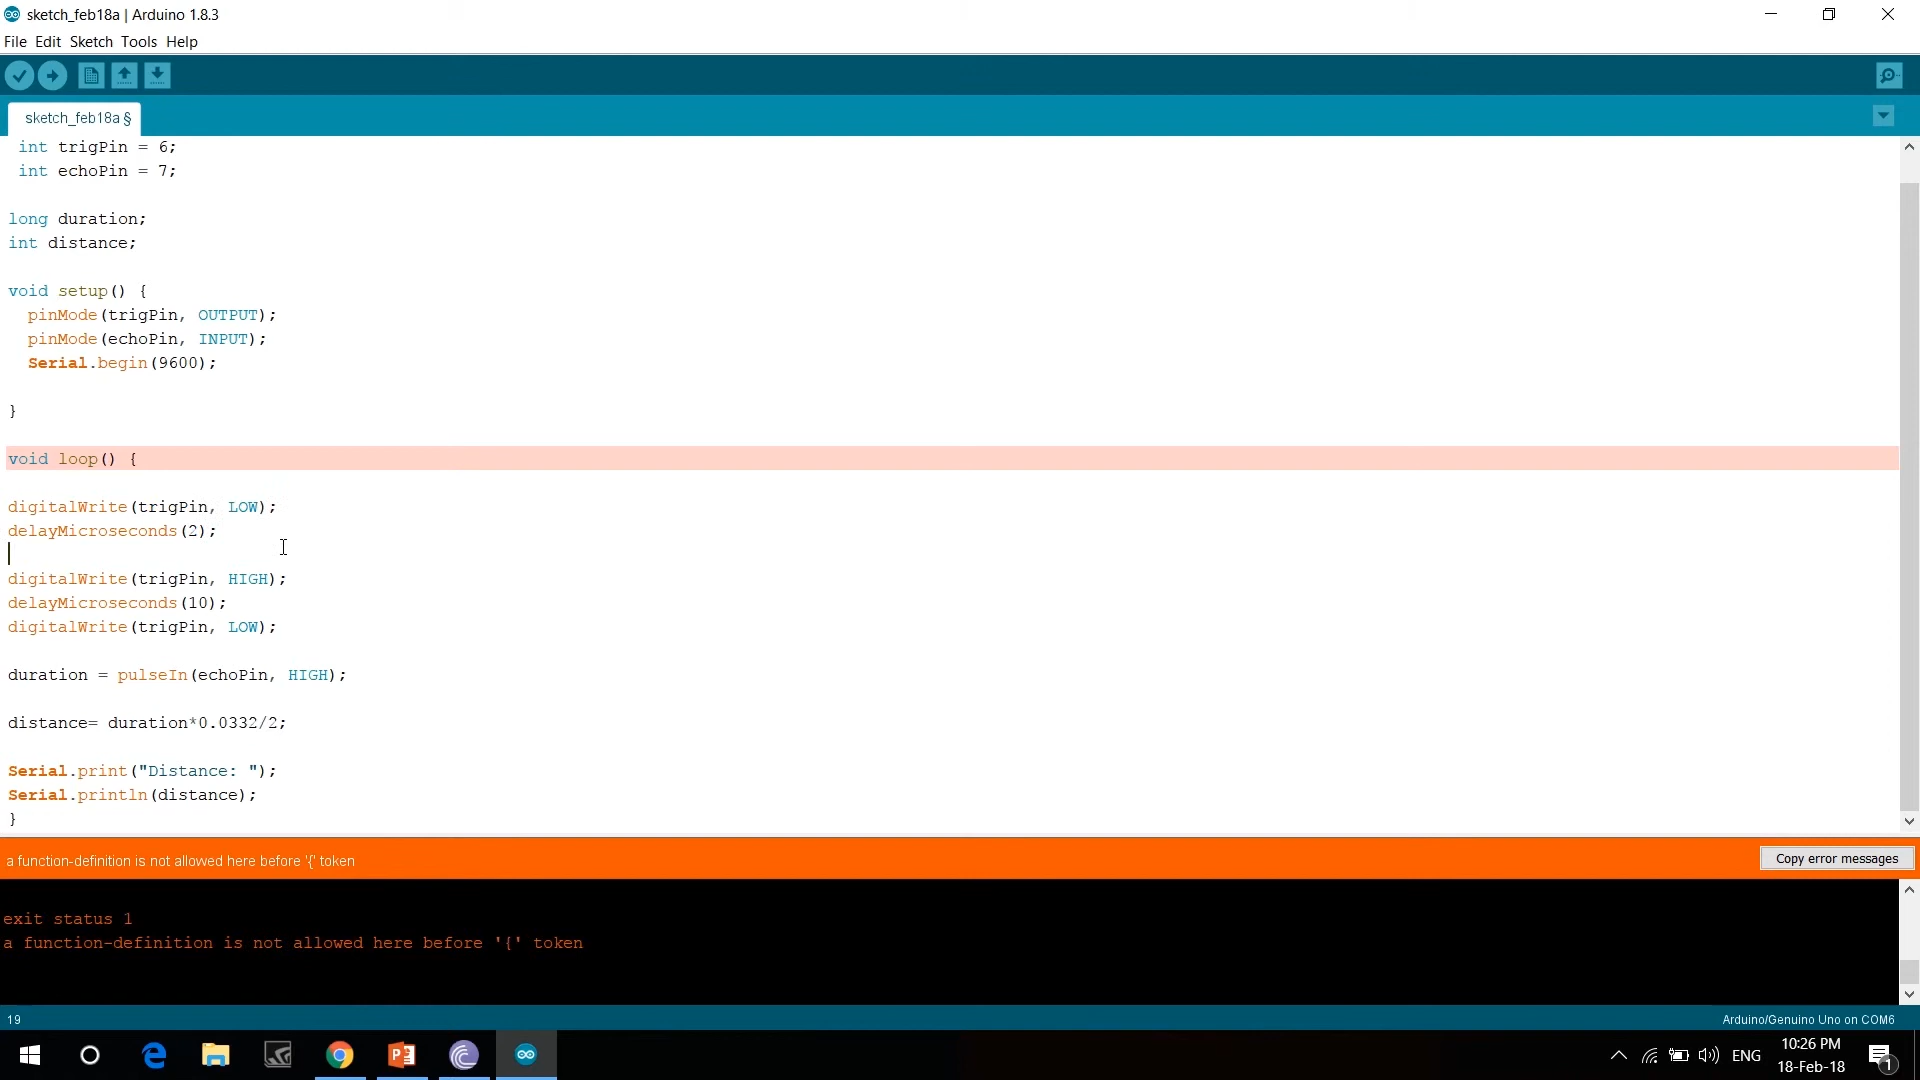 sketch_feb18a | Arduino 1.8.3
File Edit Sketch Tools Help
sketch_feb18a §
int trigPin = 6;
int echoPin = 7;
long duration;
int distance;
void setup() {
pinMode(trigPin, OUTPUT);
pinMode(echoPin, INPUT);
Serial.begin(9600);
}
void loop() {
digitalWrite(trigPin, LOW);
delayMicroseconds(2);
digitalWrite(trigPin, HIGH);
delayMicroseconds(10);
digitalWrite(trigPin, LOW);
duration = pulseIn(echoPin, HIGH);
distance= duration*0.0332/2;
Serial.print("Distance: ");
Serial.println(distance);
}
a function-definition is not allowed here before '{' token
Copy error messages
exit status 1
a function-definition is not allowed here before '{' token
19
Arduino/Genuino Uno on COM6
ENG
10:26 PM
18-Feb-18
1